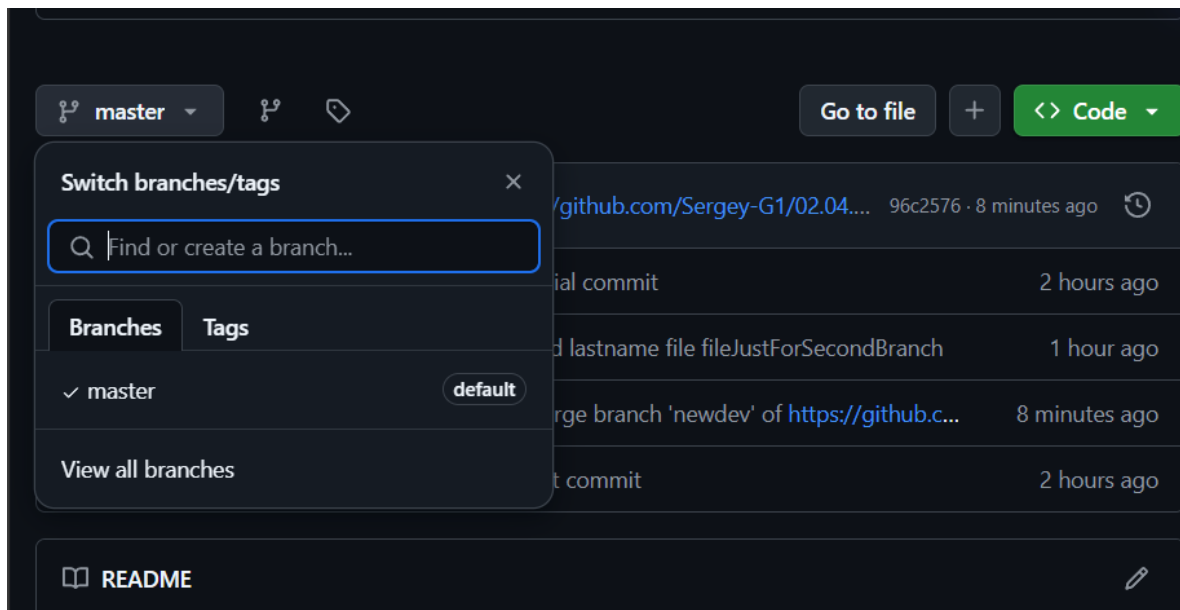 master
Go to file
Code
Switch branches/tags
/github.com/Sergey-G1/02.04.... 96c2576 · 8 minutes ago
Find or create a branch...
ial commit 2 hours ago
Branches Tags
d lastname file fileJustForSecondBranch 1 hour ago
master default
rge branch 'newdev' of https://github.c... 8 minutes ago
View all branches
t commit 2 hours ago
README